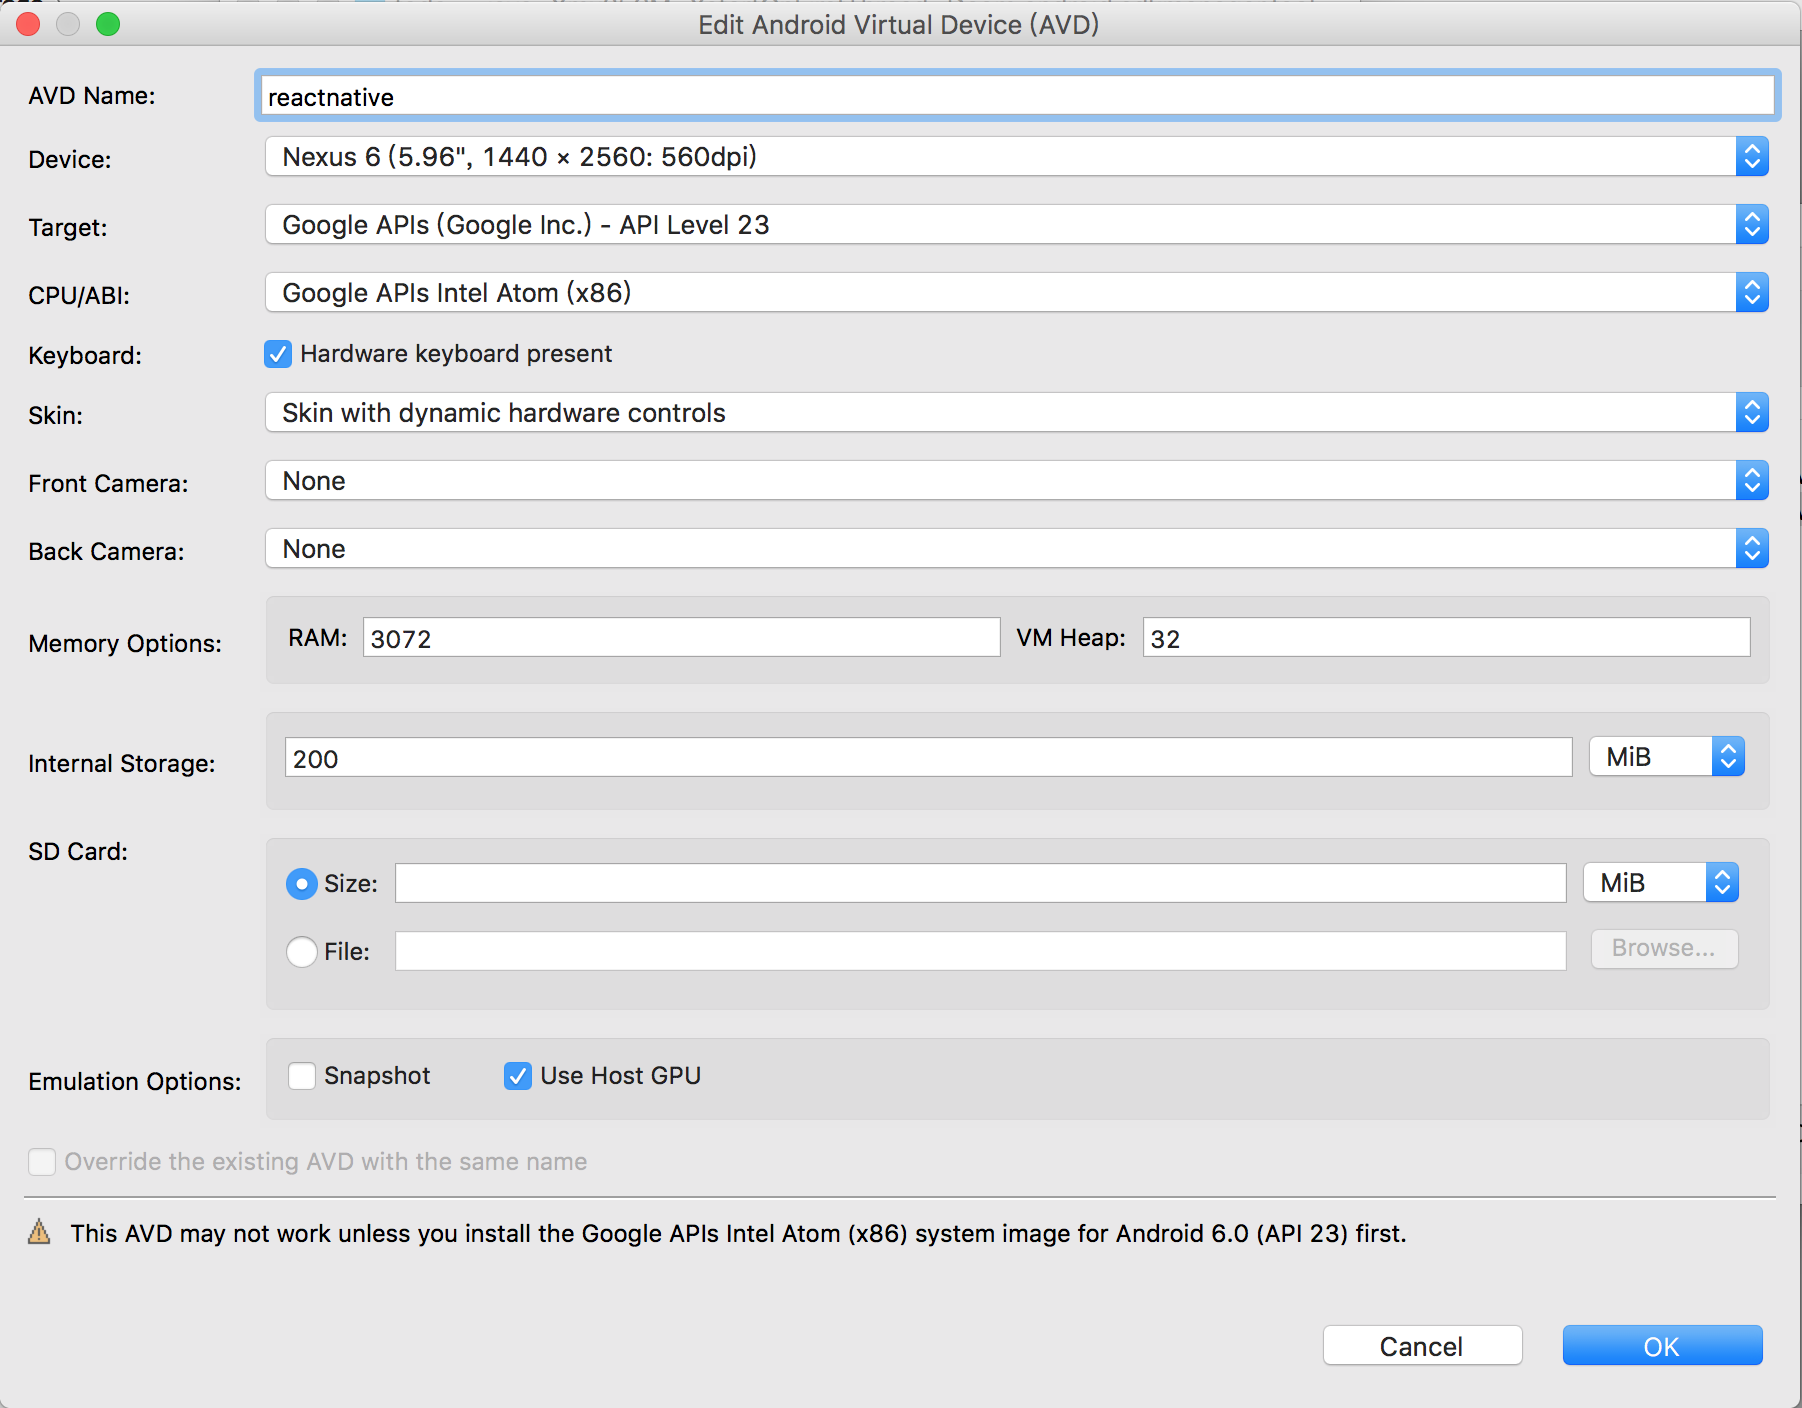 Edit Android Virtual Device (AVD)
AVD Name: reactnative
Device: Nexus 6 (5.96", 1440 × 2560: 560dpi)
Target: Google APIs (Google Inc.) - API Level 23
CPU/ABI: Google APIs Intel Atom (x86)
Keyboard: Hardware keyboard present
Skin: Skin with dynamic hardware controls
Front Camera: None
Back Camera: None
Memory Options: RAM: 3072 VM Heap: 32
Internal Storage: 200 MiB
SD Card:
Size: MiB
File: Browse...
Emulation Options: Snapshot Use Host GPU
Override the existing AVD with the same name
This AVD may not work unless you install the Google APIs Intel Atom (x86) system image for Android 6.0 (API 23) first.
Cancel OK